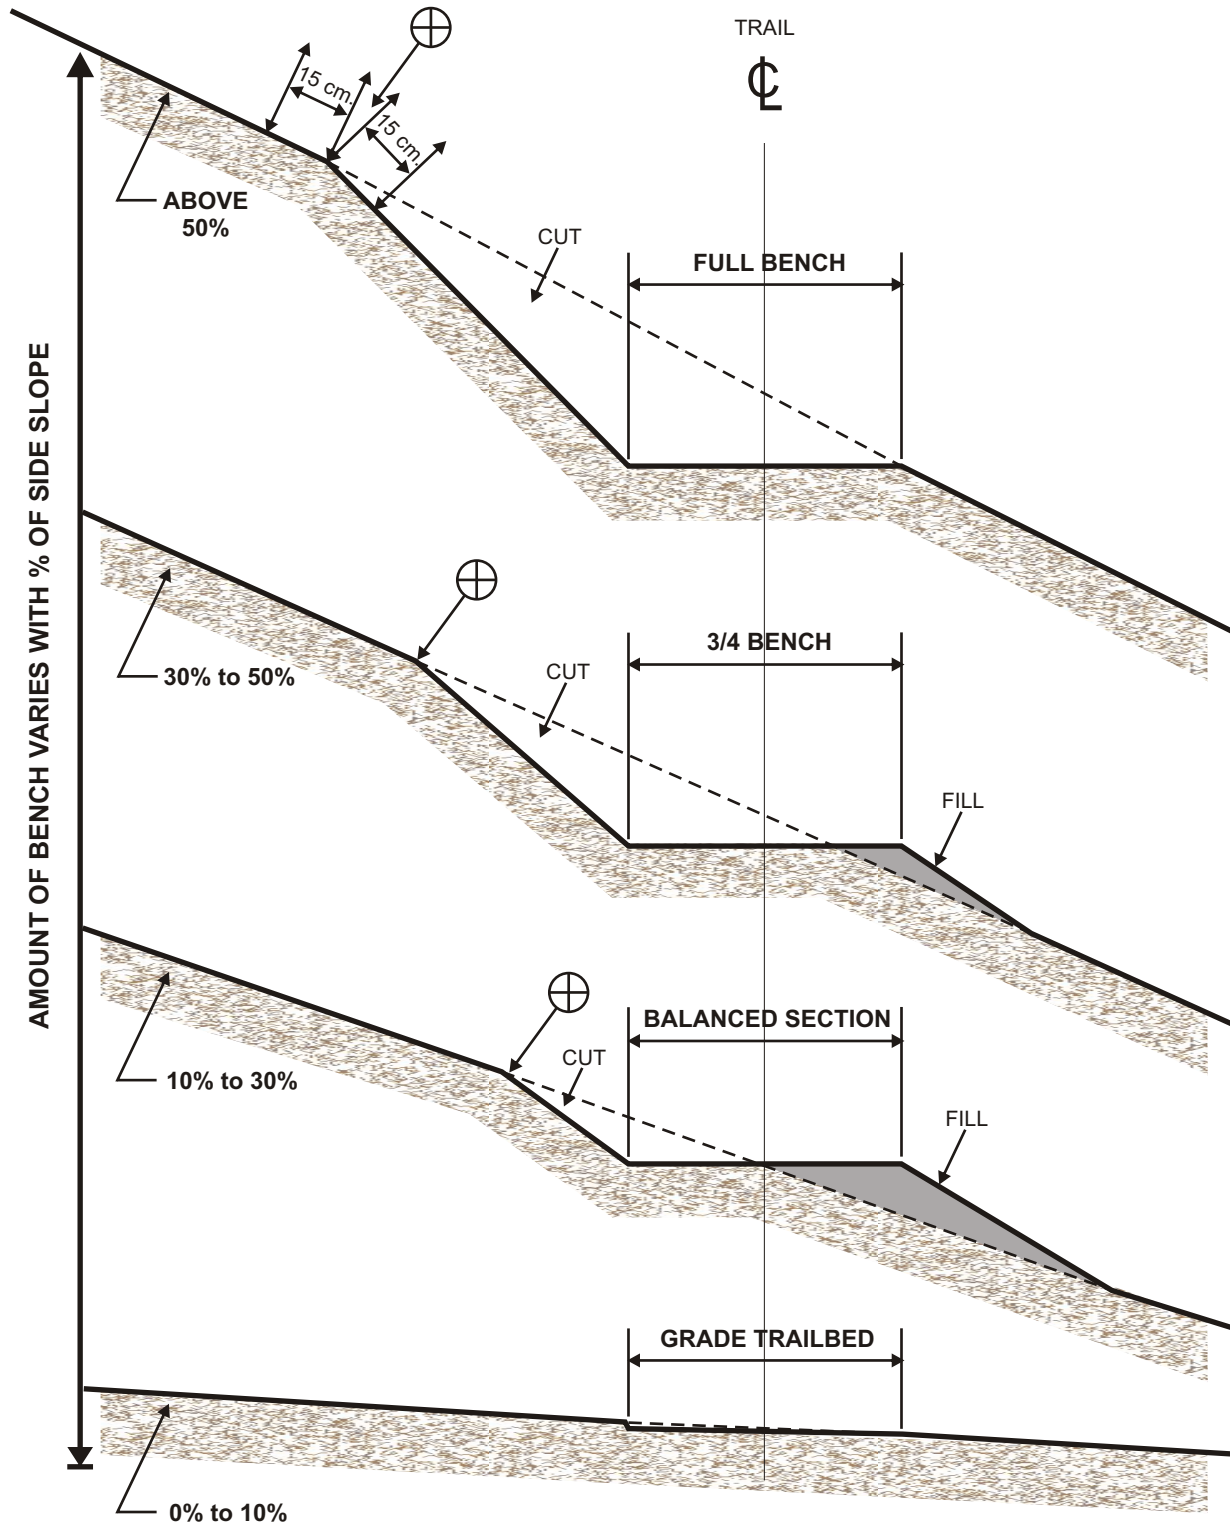 TRAIL
℄
15 cm.
15 cm.
ABOVE
50%
CUT
FULL BENCH
AMOUNT OF BENCH VARIES WITH % OF SIDE SLOPE
3/4 BENCH
30% to 50%
CUT
FILL
BALANCED SECTION
CUT
10% to 30%
FILL
GRADE TRAILBED
0% to 10%